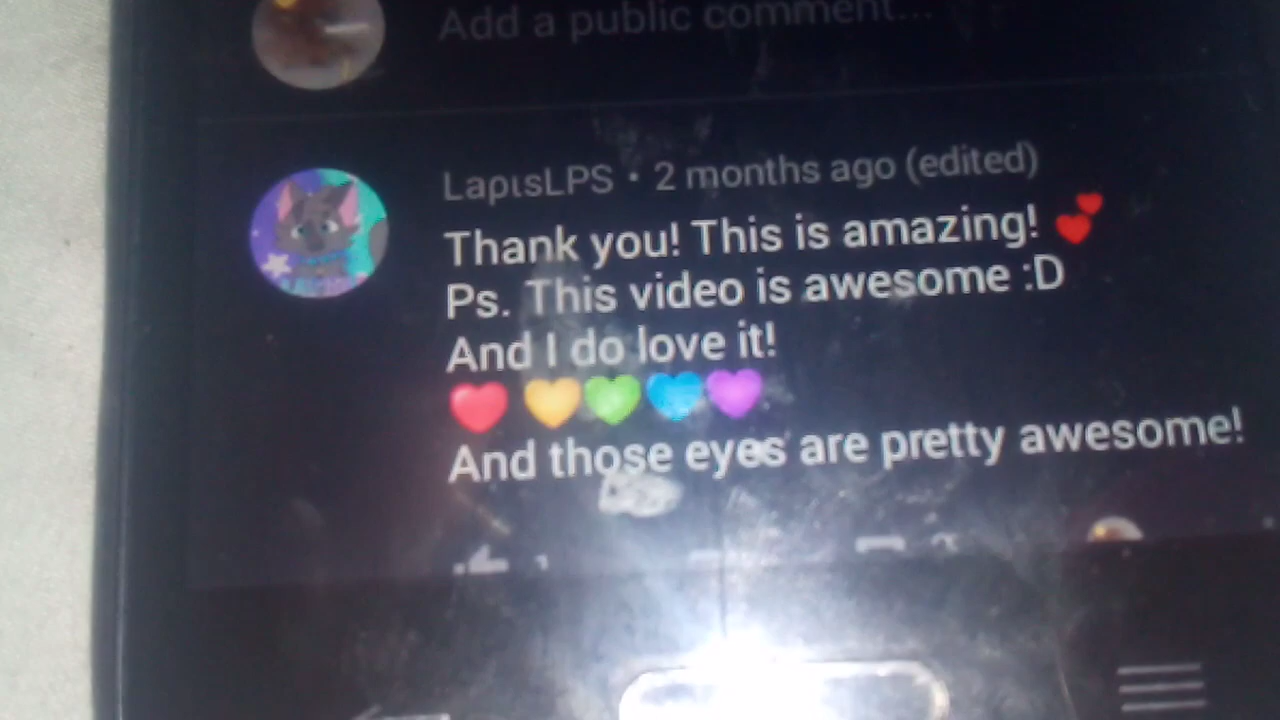 Add a public comment...
LapısLPS • 2 months ago (edited)
Thank you! This is amazing! 💕
Ps. This video is awesome :D
And I do love it!
❤️ 💛💚💙💜
And those eyes are pretty awesome!